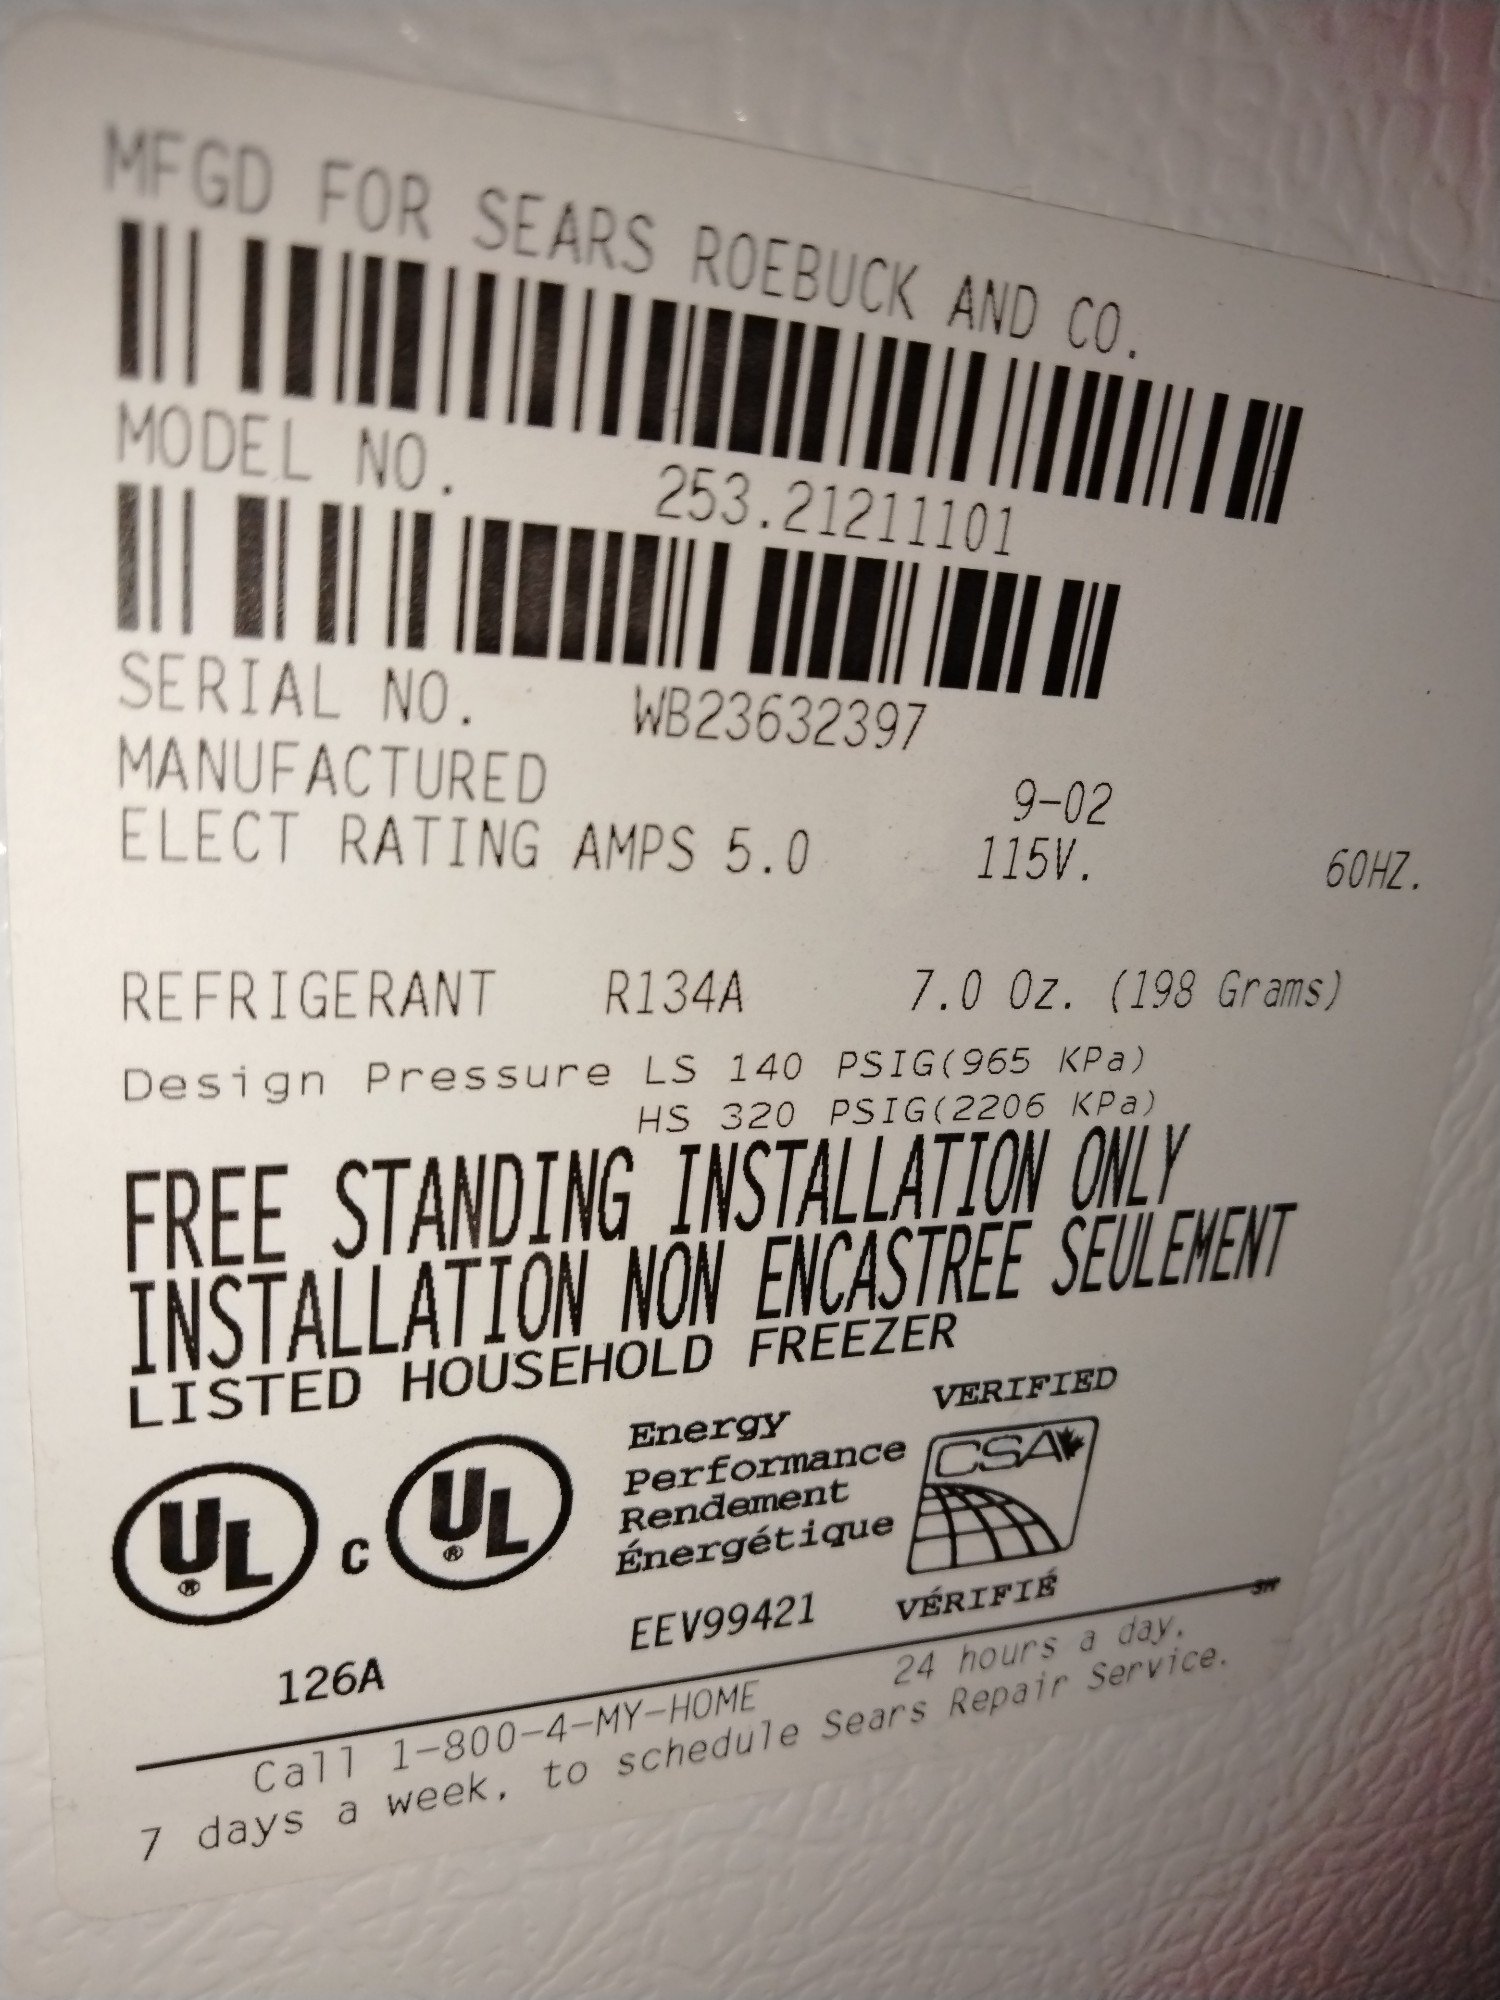 MFGD FOR SEARS ROEBUCK AND CO.
MODEL NO. 253.21211101
SERIAL NO. WB23632397
MANUFACTURED 9-02
ELECT RATING AMPS 5.0 115V. 60HZ.
REFRIGERANT R134A 7.0 Oz. (198 Grams)
Design Pressure LS 140 PSIG(965 KPa)
HS 320 PSIG(2206 KPa)
FREE STANDING INSTALLATION ONLY
INSTALLATION NON ENCASTREE SEULEMENT
LISTED HOUSEHOLD FREEZER
UL® c UL®
126A
Energy
Performance
Rendement
Énergétique
EEV99421
VERIFIED
CSA
VÉRIFIÉ
Call 1-800-4-MY-HOME 24 hours a day,
7 days a week, to schedule Sears Repair Service.